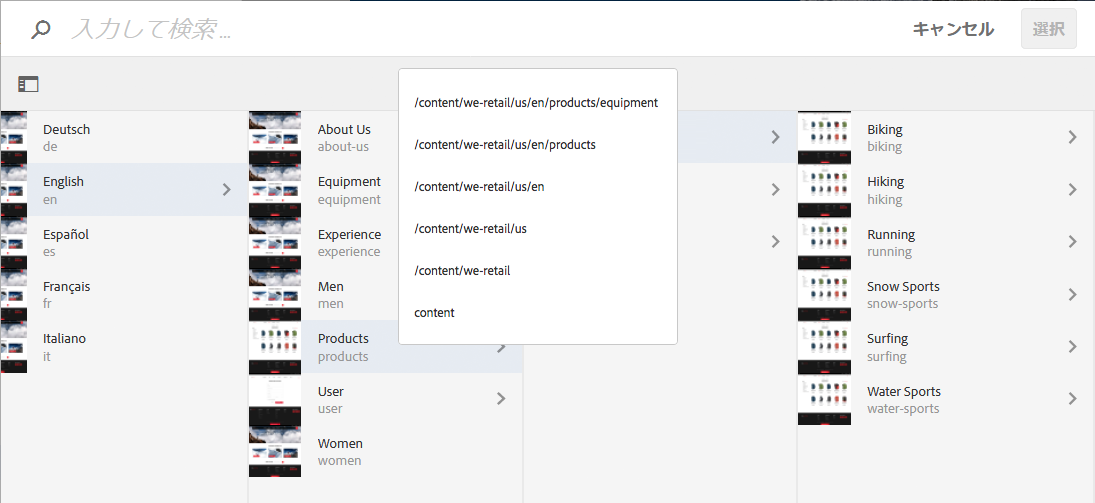 入力して検索 ...
キャンセル
選択
/content/we-retail/us/en/products/equipment
/content/we-retail/us/en/products
/content/we-retail/us/en
/content/we-retail/us
/content/we-retail
content
Deutsch
de
English
en
Español
es
Français
fr
Italiano
it
About Us
about-us
Equipment
equipment
Experience
experience
Men
men
Products
products
User
user
Women
women
Biking
biking
Hiking
hiking
Running
running
Snow Sports
snow-sports
Surfing
surfing
Water Sports
water-sports